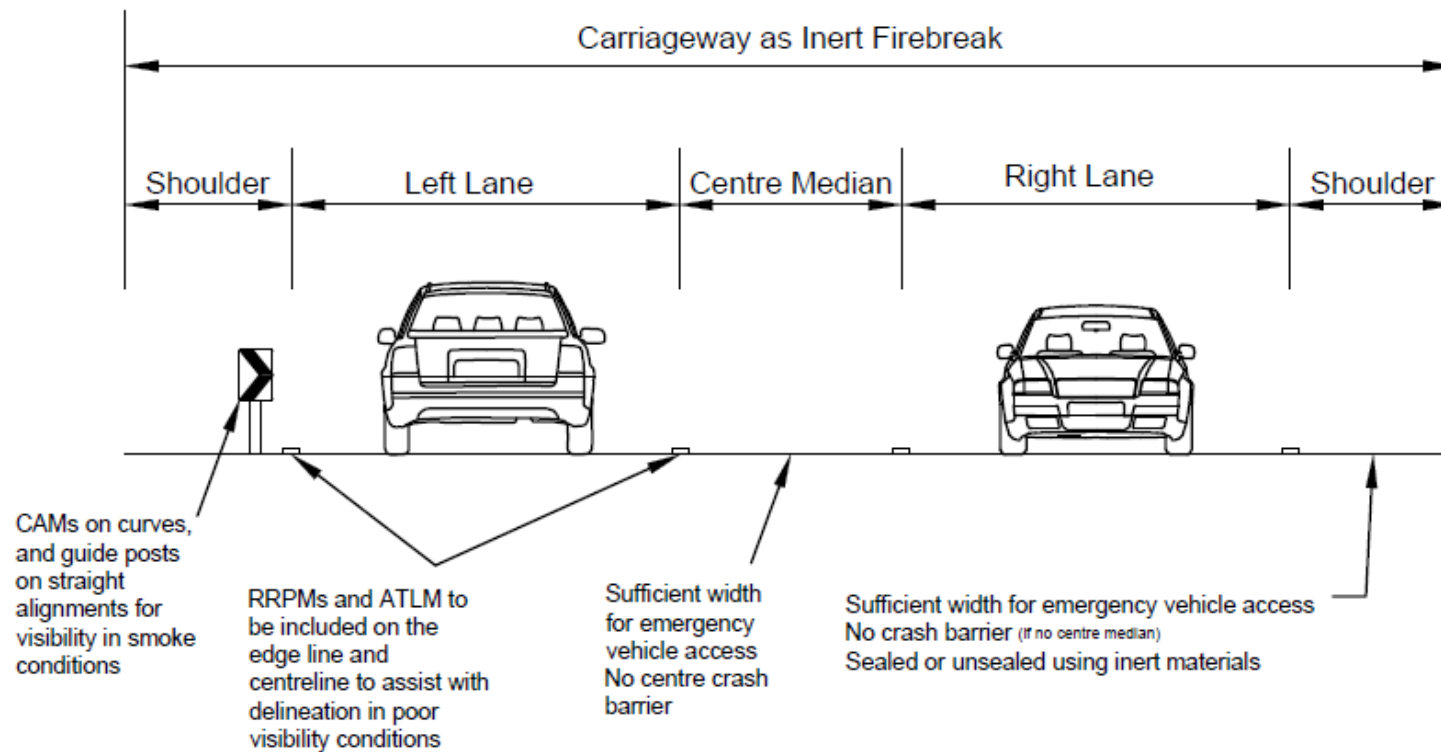 Carriageway as Inert Firebreak
Shoulder
Left Lane
Centre Median
Right Lane
Shoulder
CAMs on curves,
and guide posts
on straight
alignments for
visibility in smoke
conditions
RRPMs and ATLM to
be included on the
edge line and
centreline to assist with
delineation in poor
visibility conditions
Sufficient width
for emergency
vehicle access
No centre crash
barrier
Sufficient width for emergency vehicle access
No crash barrier (If no centre median)
Sealed or unsealed using inert materials